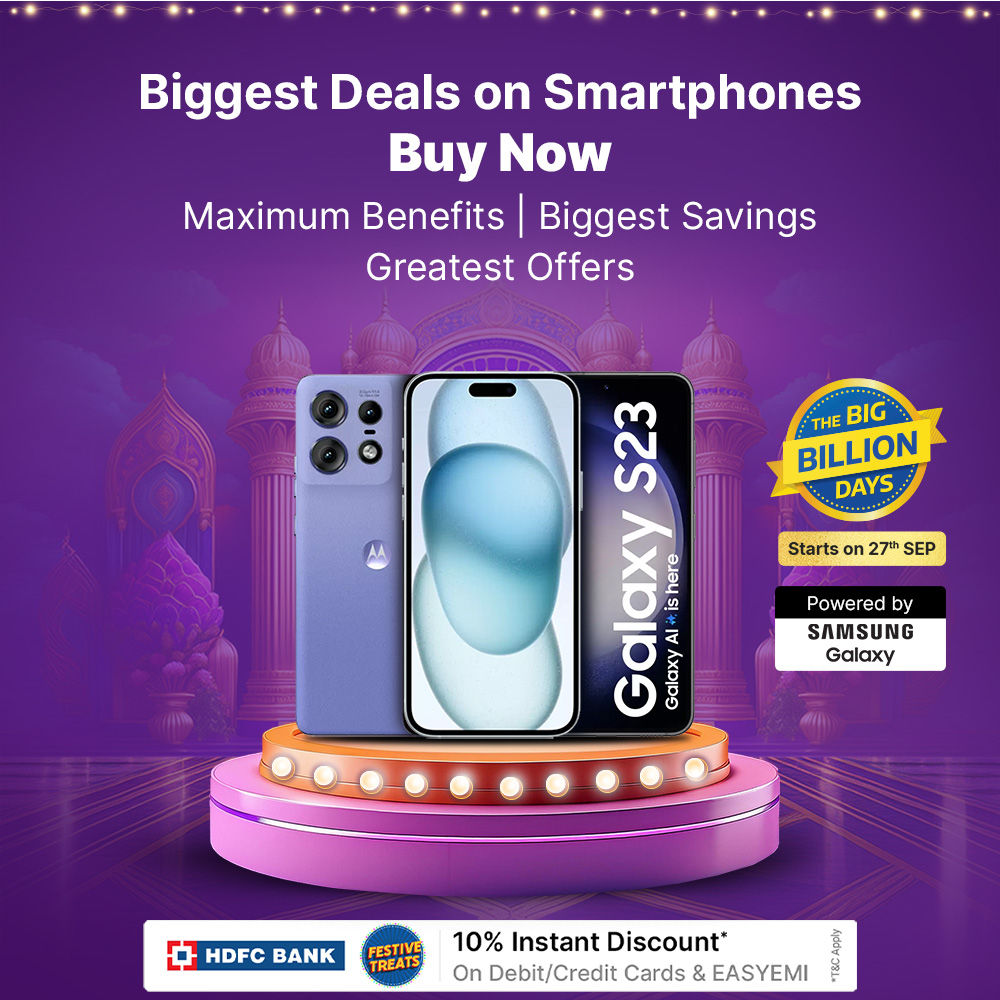 Biggest Deals on Smartphones
Buy Now
Maximum Benefits | Biggest Savings
Greatest Offers
Galaxy S23
Galaxy AI is here
THE BIG
BILLION
DAYS
Starts on 27th SEP
Powered by
SAMSUNG
Galaxy
HDFC BANK
FESTIVE
TREATS
10% Instant Discount*
On Debit/Credit Cards & EASYEMI
*T&C Apply